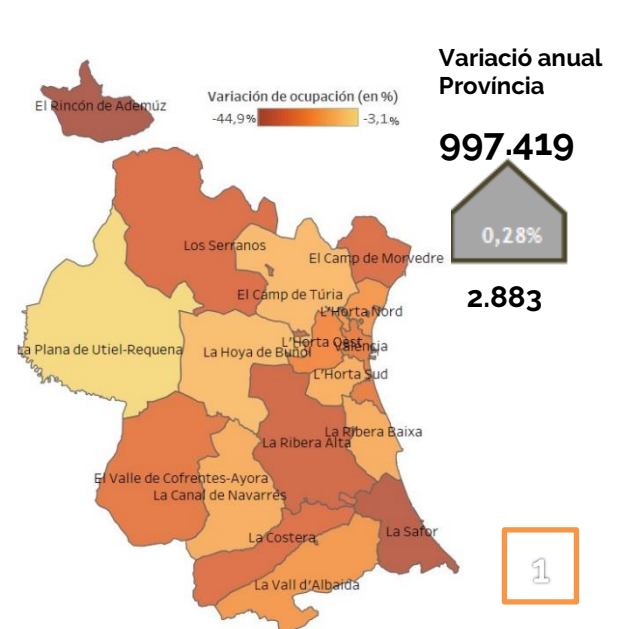 Variació anual
Província
997.419
0,28%
2.883
Variación de ocupación (en %)
-44,9%
-3,1%
El Rincón de Ademúz
Los Serranos
El Camp de Morvedre
El Camp de Túria
L'Horta Nord
L'Horta Oest
València
La Plana de Utiel-Requena
La Hoya de Buñol
L'Horta Sud
La Ribera Baixa
La Ribera Alta
El Valle de Cofrentes-Ayora
La Canal de Navarrés
La Safor
La Costera
La Vall d'Albaida
1